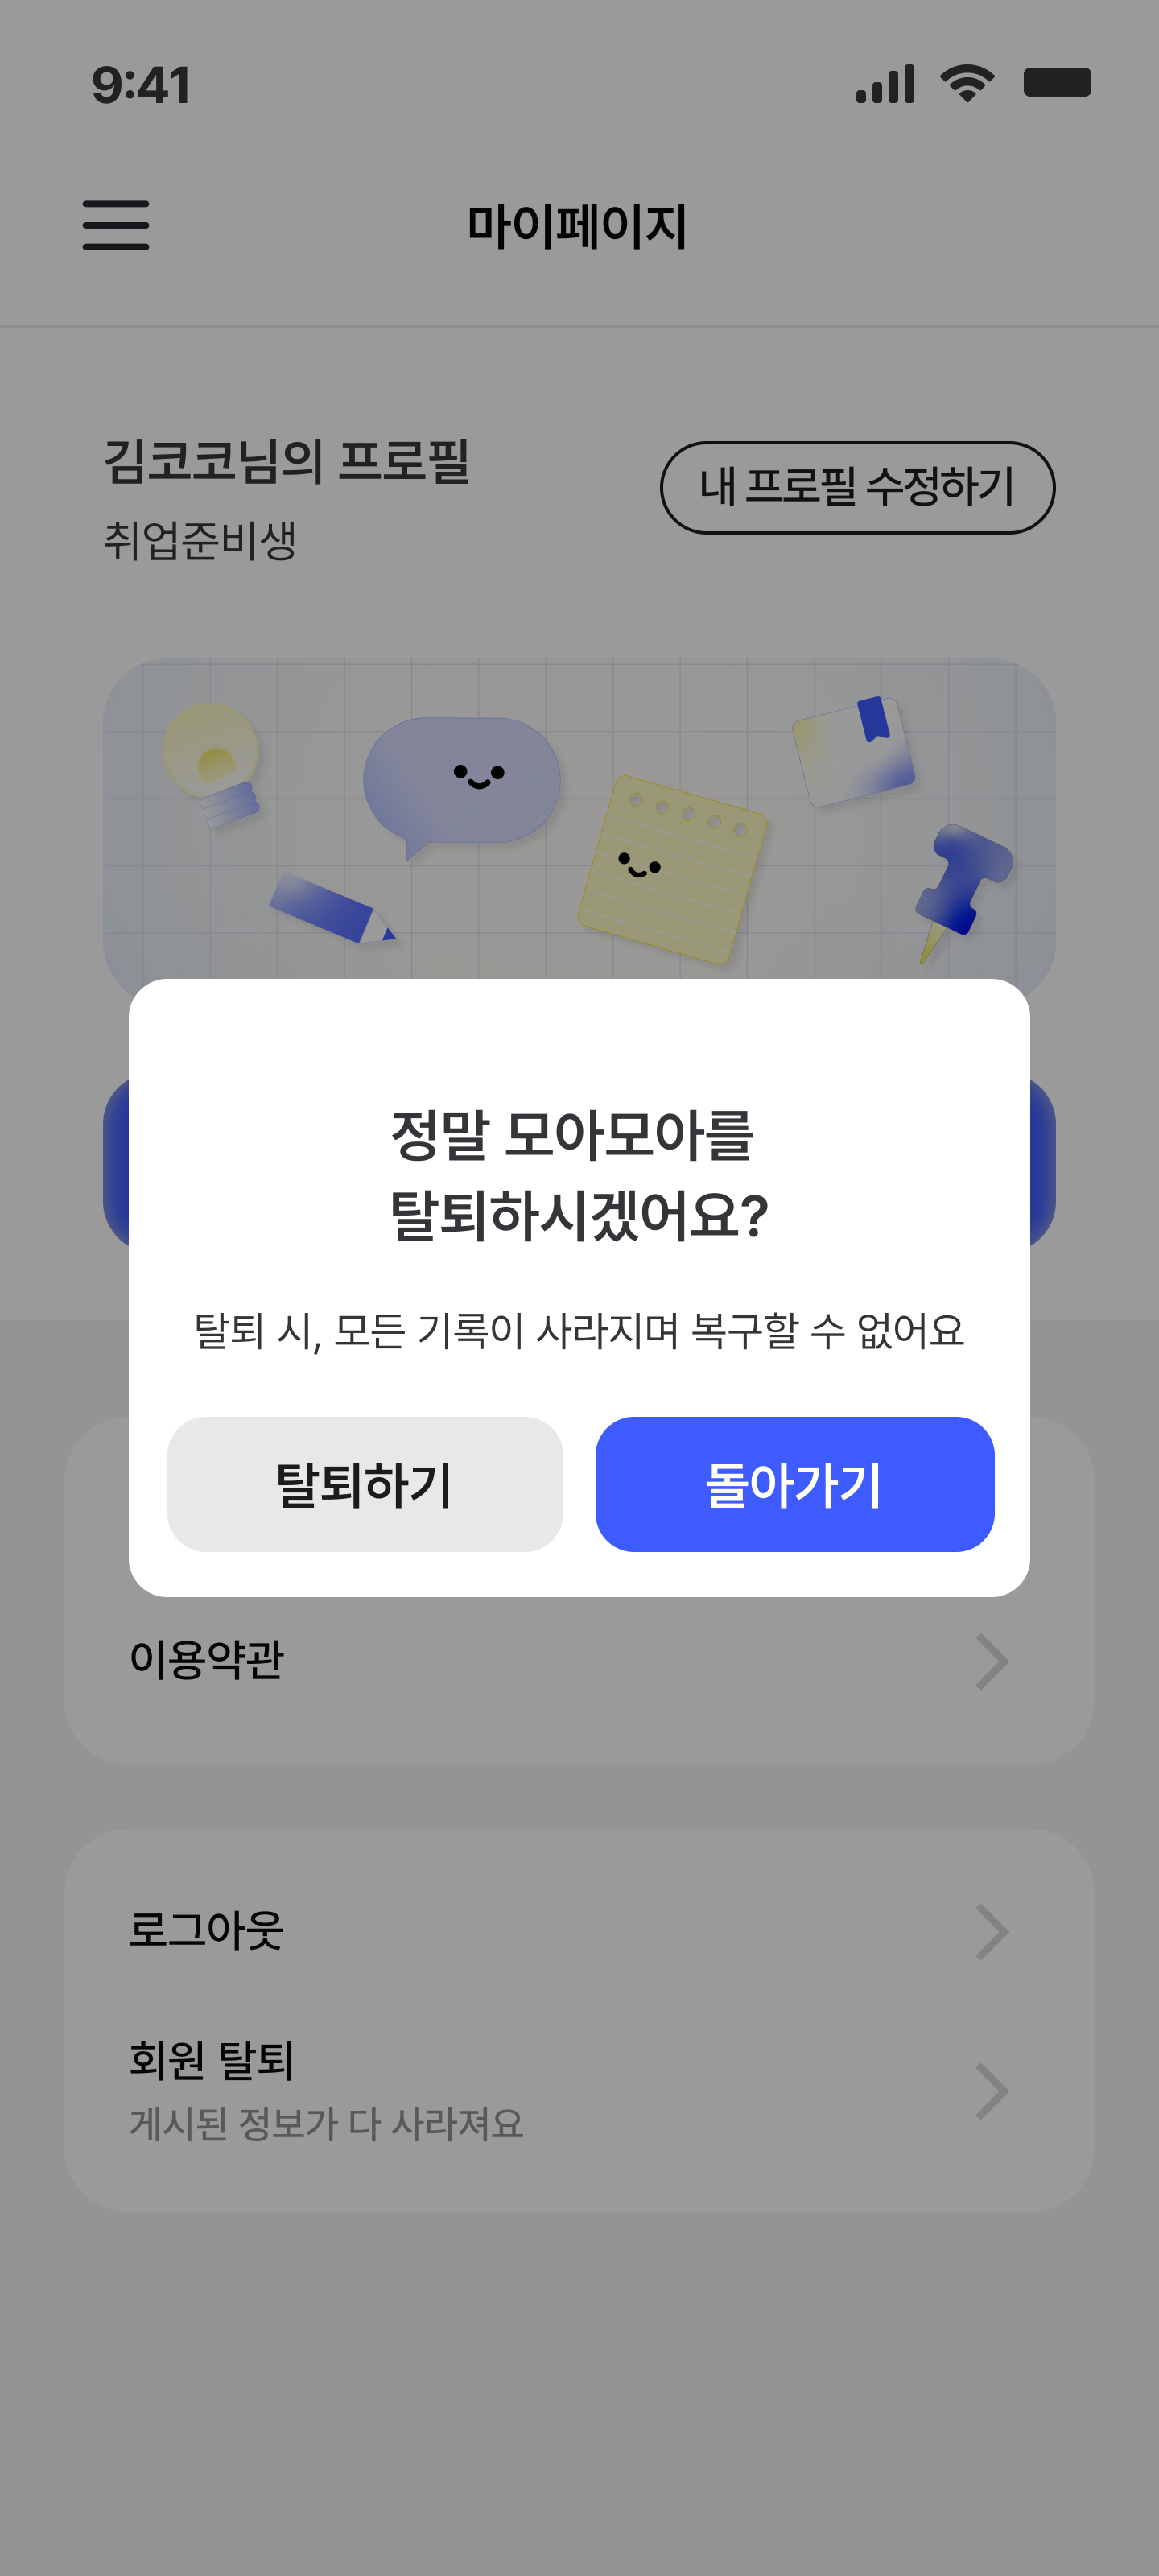 9:41
마이페이지
김코코님의 프로필
내 프로필 수정하기
취업준비생
정말 모아모아를
탈퇴하시겠어요?
탈퇴 시, 모든 기록이 사라지며 복구할 수 없어요
탈퇴하기
돌아가기
이용약관
로그아웃
회원 탈퇴
게시된 정보가 다 사라져요